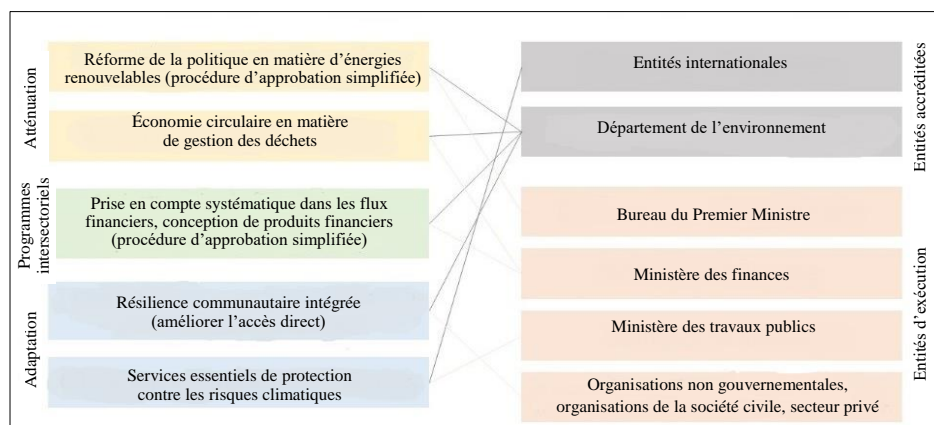 Atténuation
Réforme de la politique en matière d’énergies
renouvelables (procédure d’approbation simplifiée)
Économie circulaire en matière
de gestion des déchets
Programmes
intersectoriels
Prise en compte systématique dans les flux
financiers, conception de produits financiers
(procédure d’approbation simplifiée)
Adaptation
Résilience communautaire intégrée
(améliorer l’accès direct)
Services essentiels de protection
contre les risques climatiques
Entités internationales
Département de l’environnement
Entités accréditées
Bureau du Premier Ministre
Ministère des finances
Ministère des travaux publics
Organisations non gouvernementales,
organisations de la société civile, secteur privé
Entités d’exécution